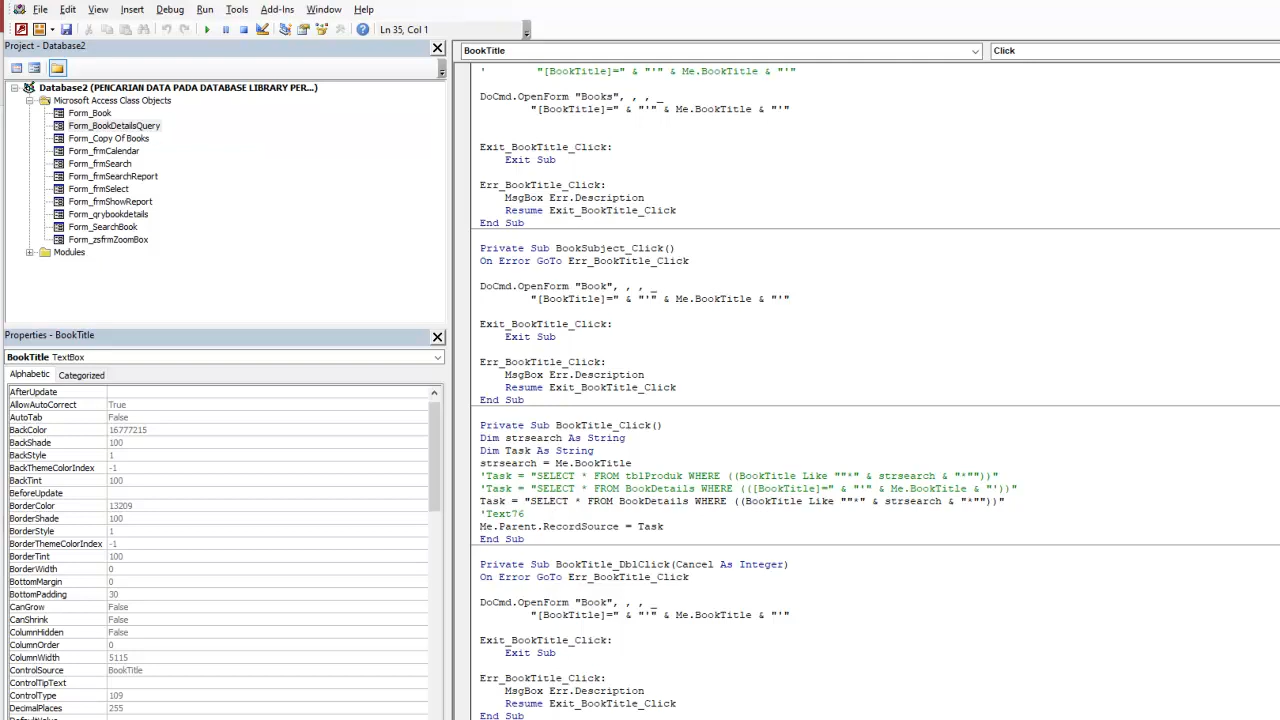 File Edit View Insert Format Debug Run Tools Add-Ins Window Help
Ln 35, Col 1
Project - Database2
Database2 (PENCARIAN DATA PADA DATABASE LIBRARY PER...)
Microsoft Access Class Objects
Form_Book
Form_BookDetailsQuery
Form_Copy Of Books
Form_frmCalendar
Form_frmSearch
Form_frmSearchReport
Form_frmSelect
Form_frmShowReport
Form_qrybookdetails
Form_SearchBook
Form_zsfrmZoomBox
Modules
Properties - BookTitle
BookTitle TextBox
Alphabetic Categorized
AfterUpdate
AllowAutoCorrect True
AutoTab False
BackColor 16777215
BackShade 100
BackStyle 1
BackThemeColorIndex -1
BackTint 100
BeforeUpdate
BorderColor 13209
BorderShade 100
BorderStyle 1
BorderThemeColorIndex -1
BorderTint 100
BorderWidth 0
BottomMargin 0
BottomPadding 30
CanGrow False
CanShrink False
ColumnHidden False
ColumnOrder 0
ColumnWidth 5115
ControlSource BookTitle
ControlTipText
ControlType 109
DecimalPlaces 255
BookTitle Click
' "[BookTitle]=" & "'" & Me.BookTitle & "'"
DoCmd.OpenForm "Books", , , _
"[BookTitle]=" & "'" & Me.BookTitle & "'"
Exit_BookTitle_Click:
Exit Sub
Err_BookTitle_Click:
MsgBox Err.Description
Resume Exit_BookTitle_Click
End Sub
Private Sub BookSubject_Click()
On Error GoTo Err_BookTitle_Click
DoCmd.OpenForm "Book", , , _
"[BookTitle]=" & "'" & Me.BookTitle & "'"
Exit_BookTitle_Click:
Exit Sub
Err_BookTitle_Click:
MsgBox Err.Description
Resume Exit_BookTitle_Click
End Sub
Private Sub BookTitle_Click()
Dim strsearch As String
Dim Task As String
strsearch = Me.BookTitle
'Task = "SELECT * FROM tblProduk WHERE ((BookTitle Like ""*" & strsearch & "*""))"
'Task = "SELECT * FROM BookDetails WHERE (([BookTitle]=" & "'" & Me.BookTitle & "'))"
Task = "SELECT * FROM BookDetails WHERE ((BookTitle Like ""*" & strsearch & "*""))"
'Text76
Me.Parent.RecordSource = Task
End Sub
Private Sub BookTitle_DblClick(Cancel As Integer)
On Error GoTo Err_BookTitle_Click
DoCmd.OpenForm "Book", , , _
"[BookTitle]=" & "'" & Me.BookTitle & "'"
Exit_BookTitle_Click:
Exit Sub
Err_BookTitle_Click:
MsgBox Err.Description
Resume Exit_BookTitle_Click
End Sub